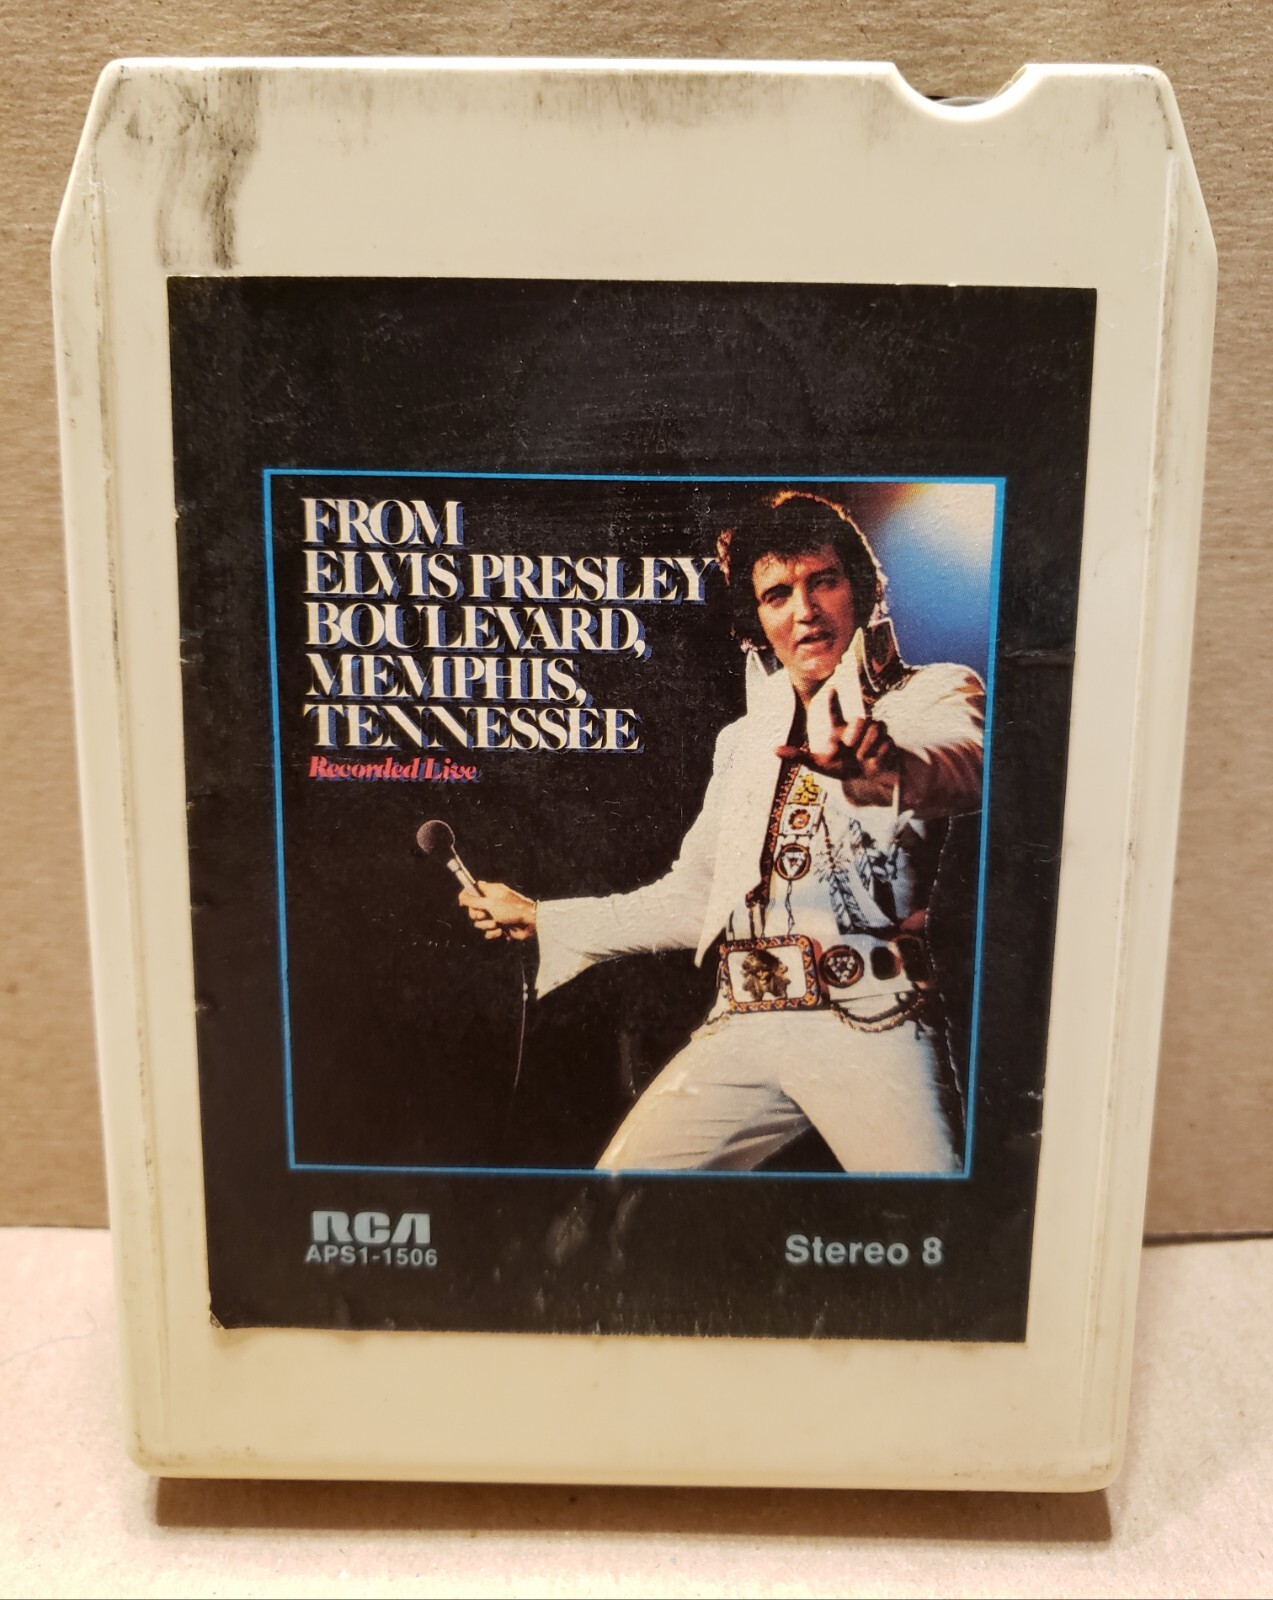 FROM
ELVIS PRESLEY
BOULEVARD,
MEMPHIS,
TENNESSEE
Recorded Live
RCA
APS1-1506
Stereo 8